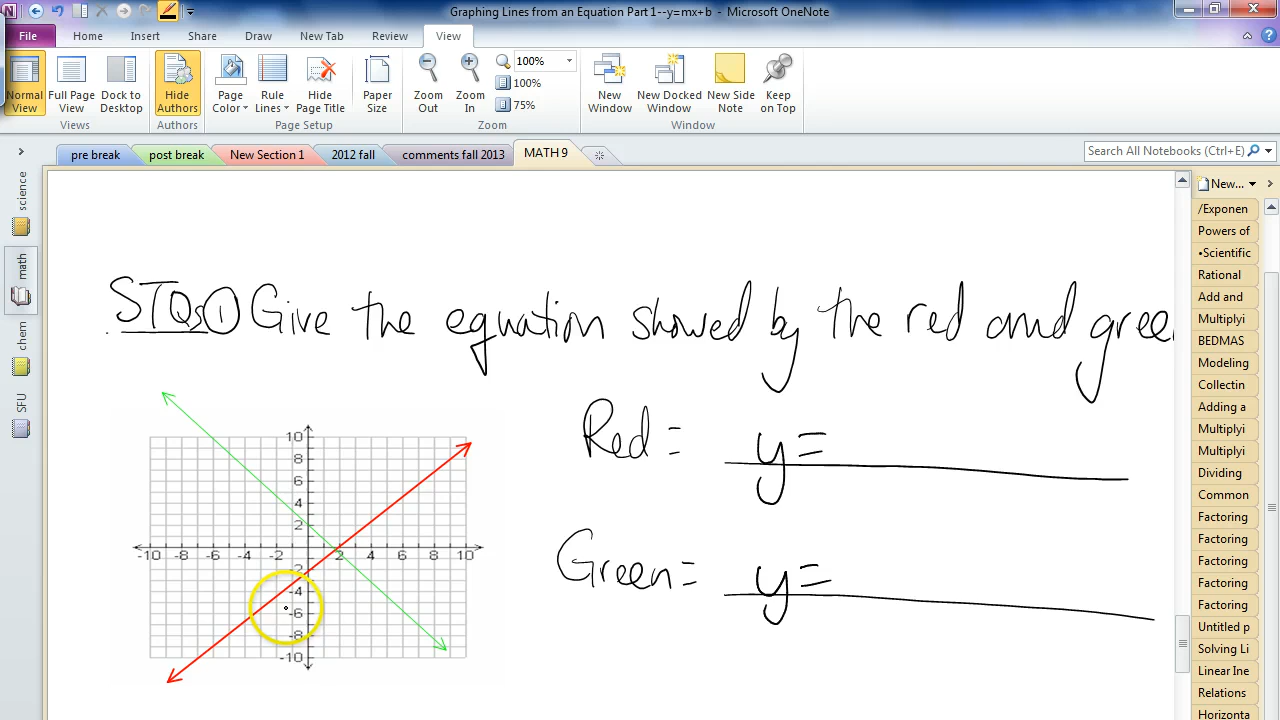 Graphing Lines from an Equation Part 1--y=mx+b - Microsoft OneNote
File Home Insert Share Draw New Tab Review View
Normal View Full Page View Dock to Desktop Hide Authors Page Color Rule Lines Hide Page Title Paper Size Zoom Out Zoom In 100% 100% 75% New Window New Docked Window New Side Note Keep on Top
Views Authors Page Setup Zoom Window
pre break post break New Section 1 2012 fall comments fall 2013 MATH 9 Search All Notebooks (Ctrl+E)
science
math
chem
SFU
STQs ① Give the equation showed by the red and gree
Red = y=
Green = y=
10
8
6
4
2
-10 -8 -6 -4 -2 2 4 6 8 10
-2
-4
-6
-8
-10
New...
/Exponen
Powers of
•Scientific
Rational
Add and
Multiplyi
BEDMAS
Modeling
Collectin
Adding a
Multiplyi
Multiplyi
Dividing
Common
Factoring
Factoring
Factoring
Factoring
Factoring
Untitled p
Solving Li
Linear Ine
Relations
Horizonta